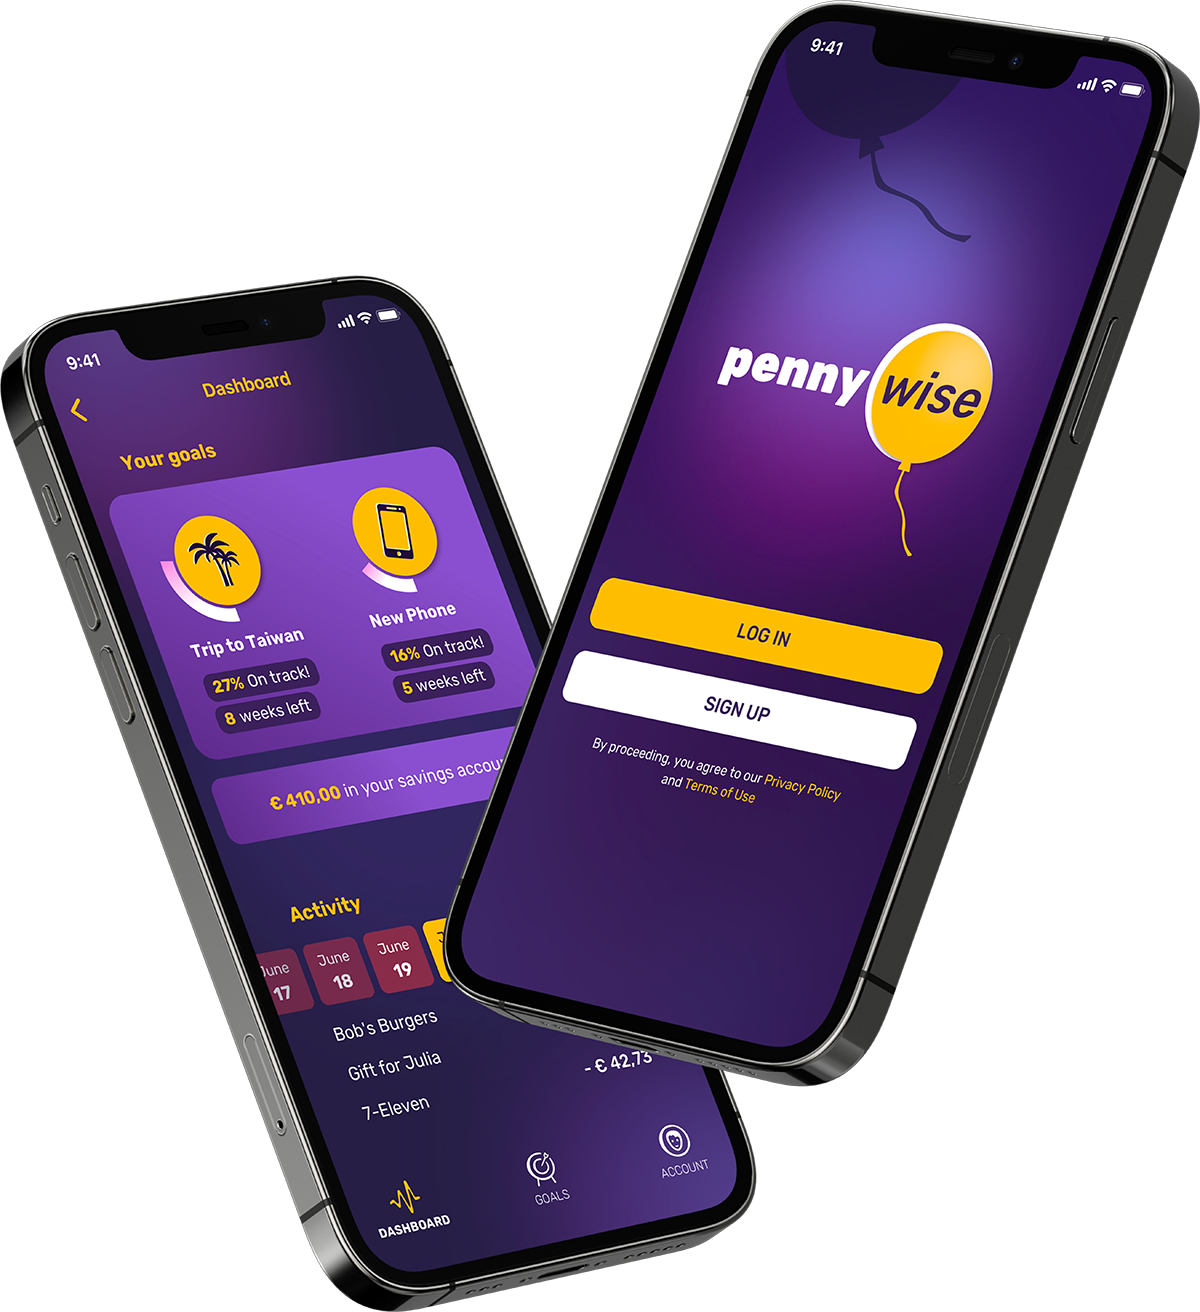 9:41
Dashboard
Your goals
Trip to Taiwan
27% On track!
8 weeks left
New Phone
16% On track!
5 weeks left
€ 410,00 in your savings
Activity
June
17
June
18
June
19
Bob's Burgers
Gift for Julia
- € 42,73
7-Eleven
DASHBOARD
GOALS
ACCOUNT
9:41
penny wise
LOG IN
SIGN UP
By proceeding, you agree to our Privacy Policy
and Terms of Use